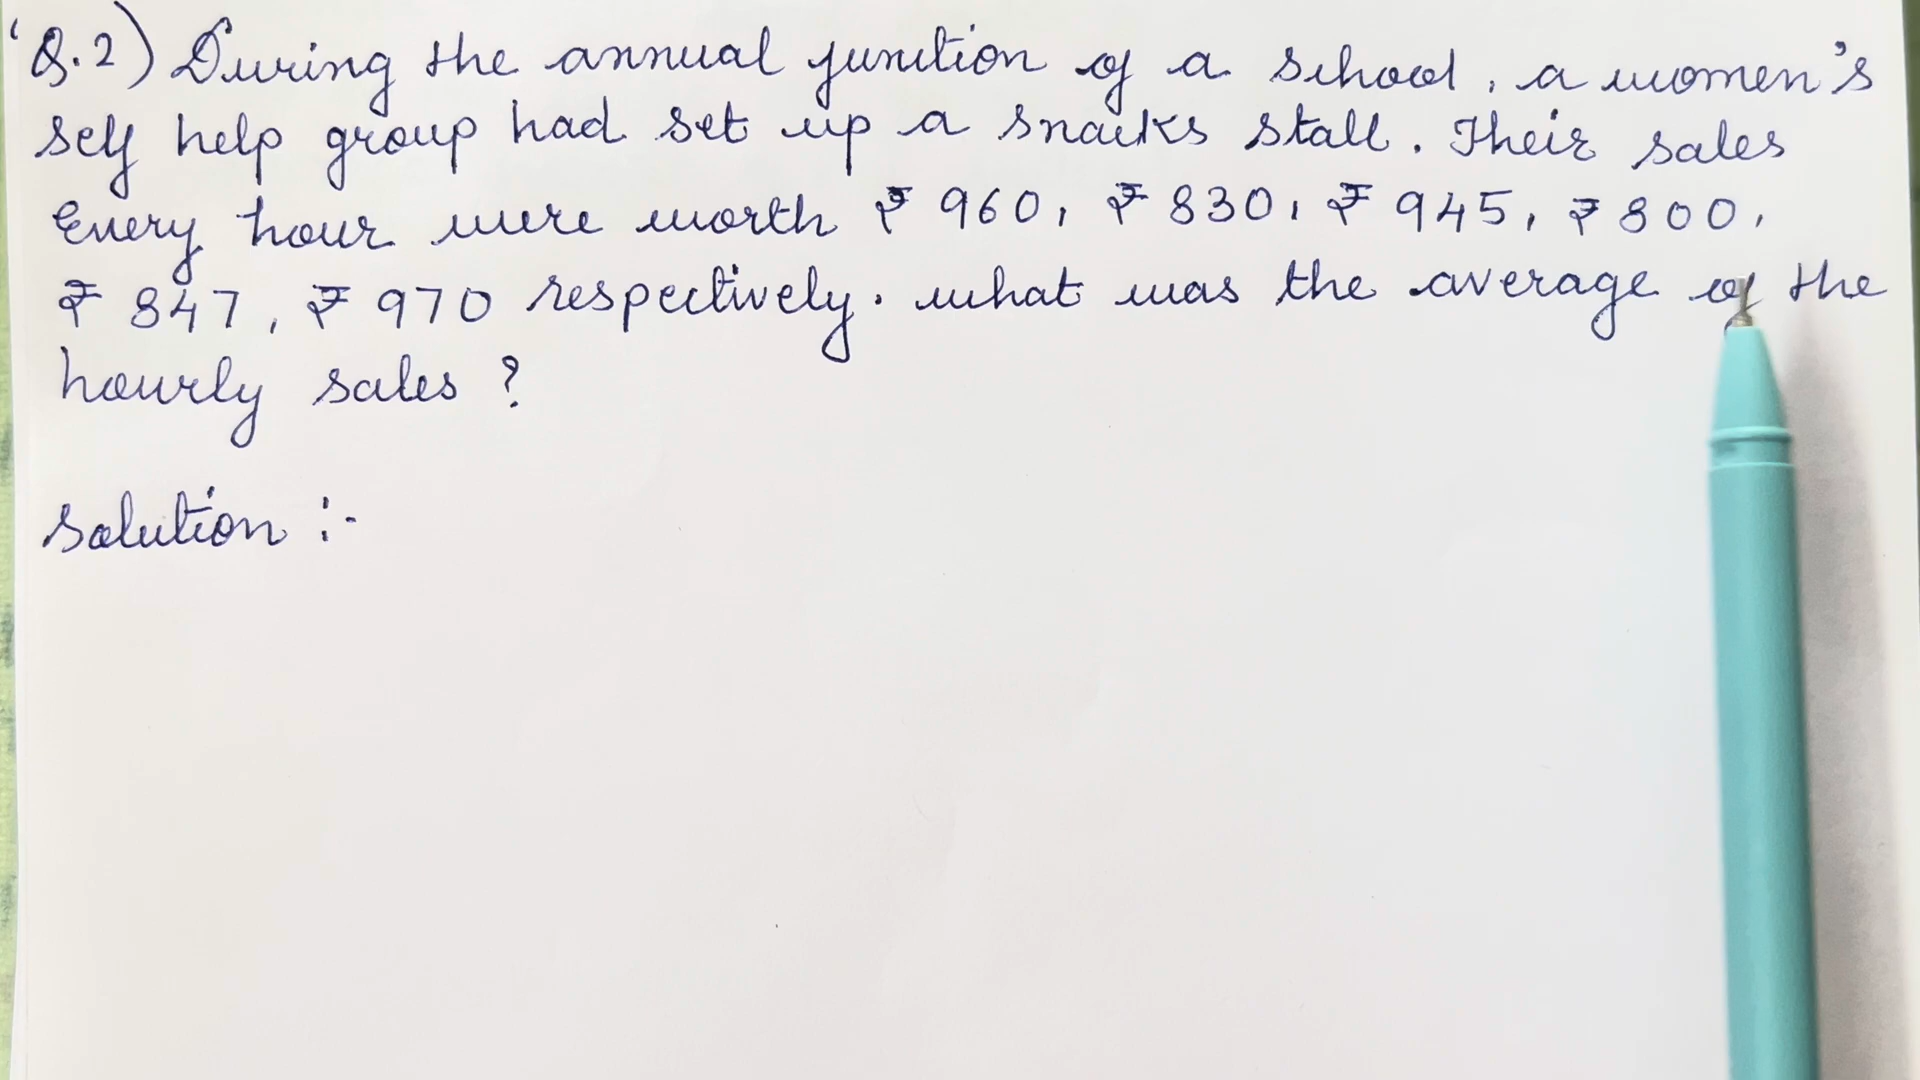 Q.2) During the annual function of a school, a women's
self help group had set up a snacks stall. Their sales
Every hour were worth ₹ 960, ₹ 830, ₹ 945, ₹ 800,
₹ 847, ₹ 970 respectively. what was the average of the
hourly sales ?
Solution :-